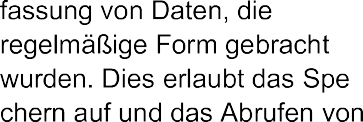 fassung von Daten, die
regelmäßige Form gebracht
wurden. Dies erlaubt das Spe
chern auf und das Abrufen von